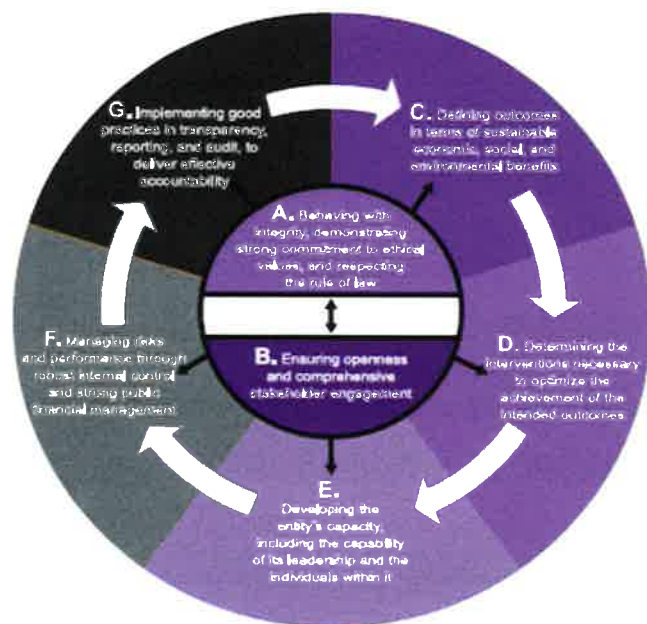 G. Implementing good
practices in transparency,
reporting, and audit, to
deliver effective
accountability
C. Defining outcomes
in terms of sustainable
economic, social, and
environmental benefits
A. Behaving with
integrity, demonstrating
strong commitment to ethical
values, and respecting
the rule of law
B. Ensuring openness
and comprehensive
stakeholder engagement
D. Determining the
interventions necessary
to optimize the
achievement of the
intended outcomes
E.
Developing the
entity's capacity,
including the capability
of its leadership and the
individuals within it
F. Managing risks
and performance through
robust internal control
and strong public
financial management